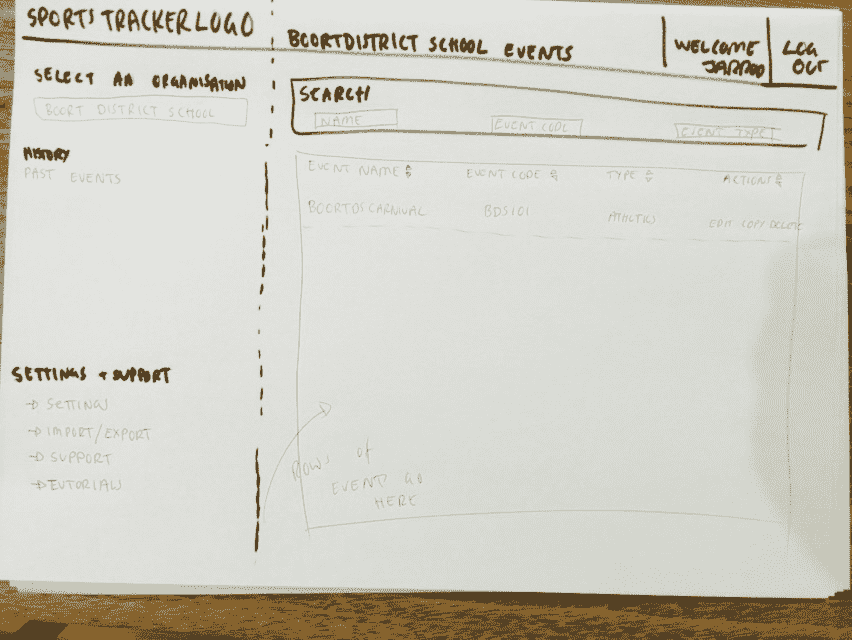 SPORTS TRACKER LOGO
BOORT DISTRICT SCHOOL EVENTS
WELCOME
JARROD
LOG
OUT
SELECT AN ORGANISATION
BOORT DISTRICT SCHOOL
HISTORY
PAST EVENTS
SETTINGS + SUPPORT
→ SETTINGS
→ IMPORT/EXPORT
→ SUPPORT
→ TUTORIALS
SEARCH
NAME EVENT CODE EVENT TYPE
EVENT NAME EVENT CODE TYPE ACTIONS
BOORTDS CARNIVAL BDS101 ATHLETICS EDIT COPY DELETE
ROWS OF
EVENT GO
HERE